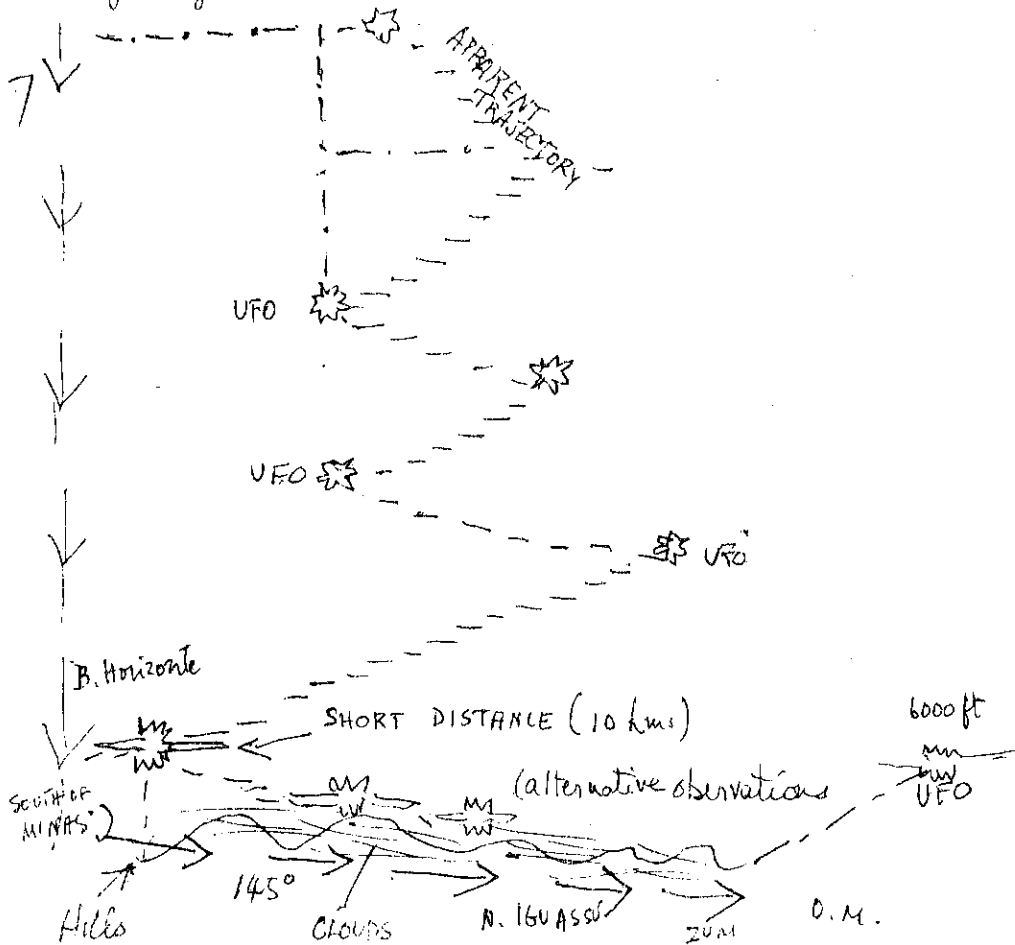 7
APPARENT
TRAJECTORY
UFO
UFO
UFO
B. Horizonte
SHORT DISTANCE (10 kms)
6000 ft
(alternative observations
UFO
SOUTH OF
MINAS
145°
N. IGUASSÚ
HILLS
CLOUDS
O.M.